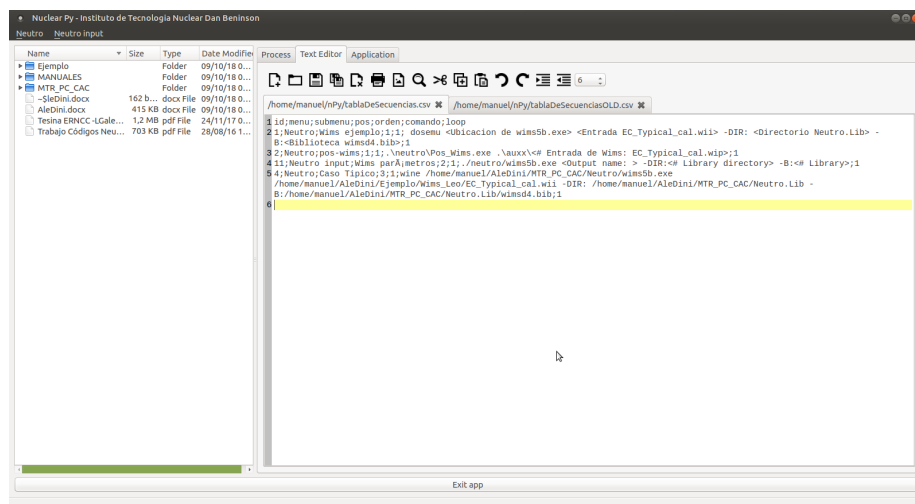 Nuclear Py - Instituto de Tecnologia Nuclear Dan Beninson
Neutro Neutro input
Name Size Type Date Modifie
Ejemplo Folder 09/10/18 0...
MANUALES Folder 09/10/18 0...
MTR_PC_CAC Folder 09/10/18 0...
~$leDini.docx 162 b... docx File 09/10/18 0...
AleDini.docx 415 KB docx File 09/10/18 0...
Tesina ERNCC -LGale... 1,2 MB pdf File 24/11/17 0...
Trabajo Códigos Neu... 703 KB pdf File 28/08/16 1...
Process Text Editor Application
6
/home/manuel/nPy/tablaDeSecuencias.csv /home/manuel/nPy/tablaDeSecuenciasOLD.csv
1 id;menu;submenu;pos;orden;comando;loop
2 1;Neutro;Wims ejemplo;1;1; dosemu <Ubicacion de wims5b.exe> <Entrada EC_Typical_cal.wii> -DIR: <Directorio Neutro.Lib> -
B:<Biblioteca wimsd4.bib>;1
3 2;Neutro;pos-wims;1;1;.\neutro\Pos_Wims.exe .\auxx\<# Entrada de Wims: EC_Typical_cal.wip>;1
4 11;Neutro input;Wims parÃ¡metros;2;1;./neutro/wims5b.exe <Output name: > -DIR:<# Library directory> -B:<# Library>;1
5 4;Neutro;Caso Tipico;3;1;wine /home/manuel/AleDini/MTR_PC_CAC/Neutro/wims5b.exe
/home/manuel/AleDini/Ejemplo/Wims_Leo/EC_Typical_cal.wii -DIR: /home/manuel/AleDini/MTR_PC_CAC/Neutro.Lib -
B:/home/manuel/AleDini/MTR_PC_CAC/Neutro.Lib/wimsd4.bib;1
6
Exit app